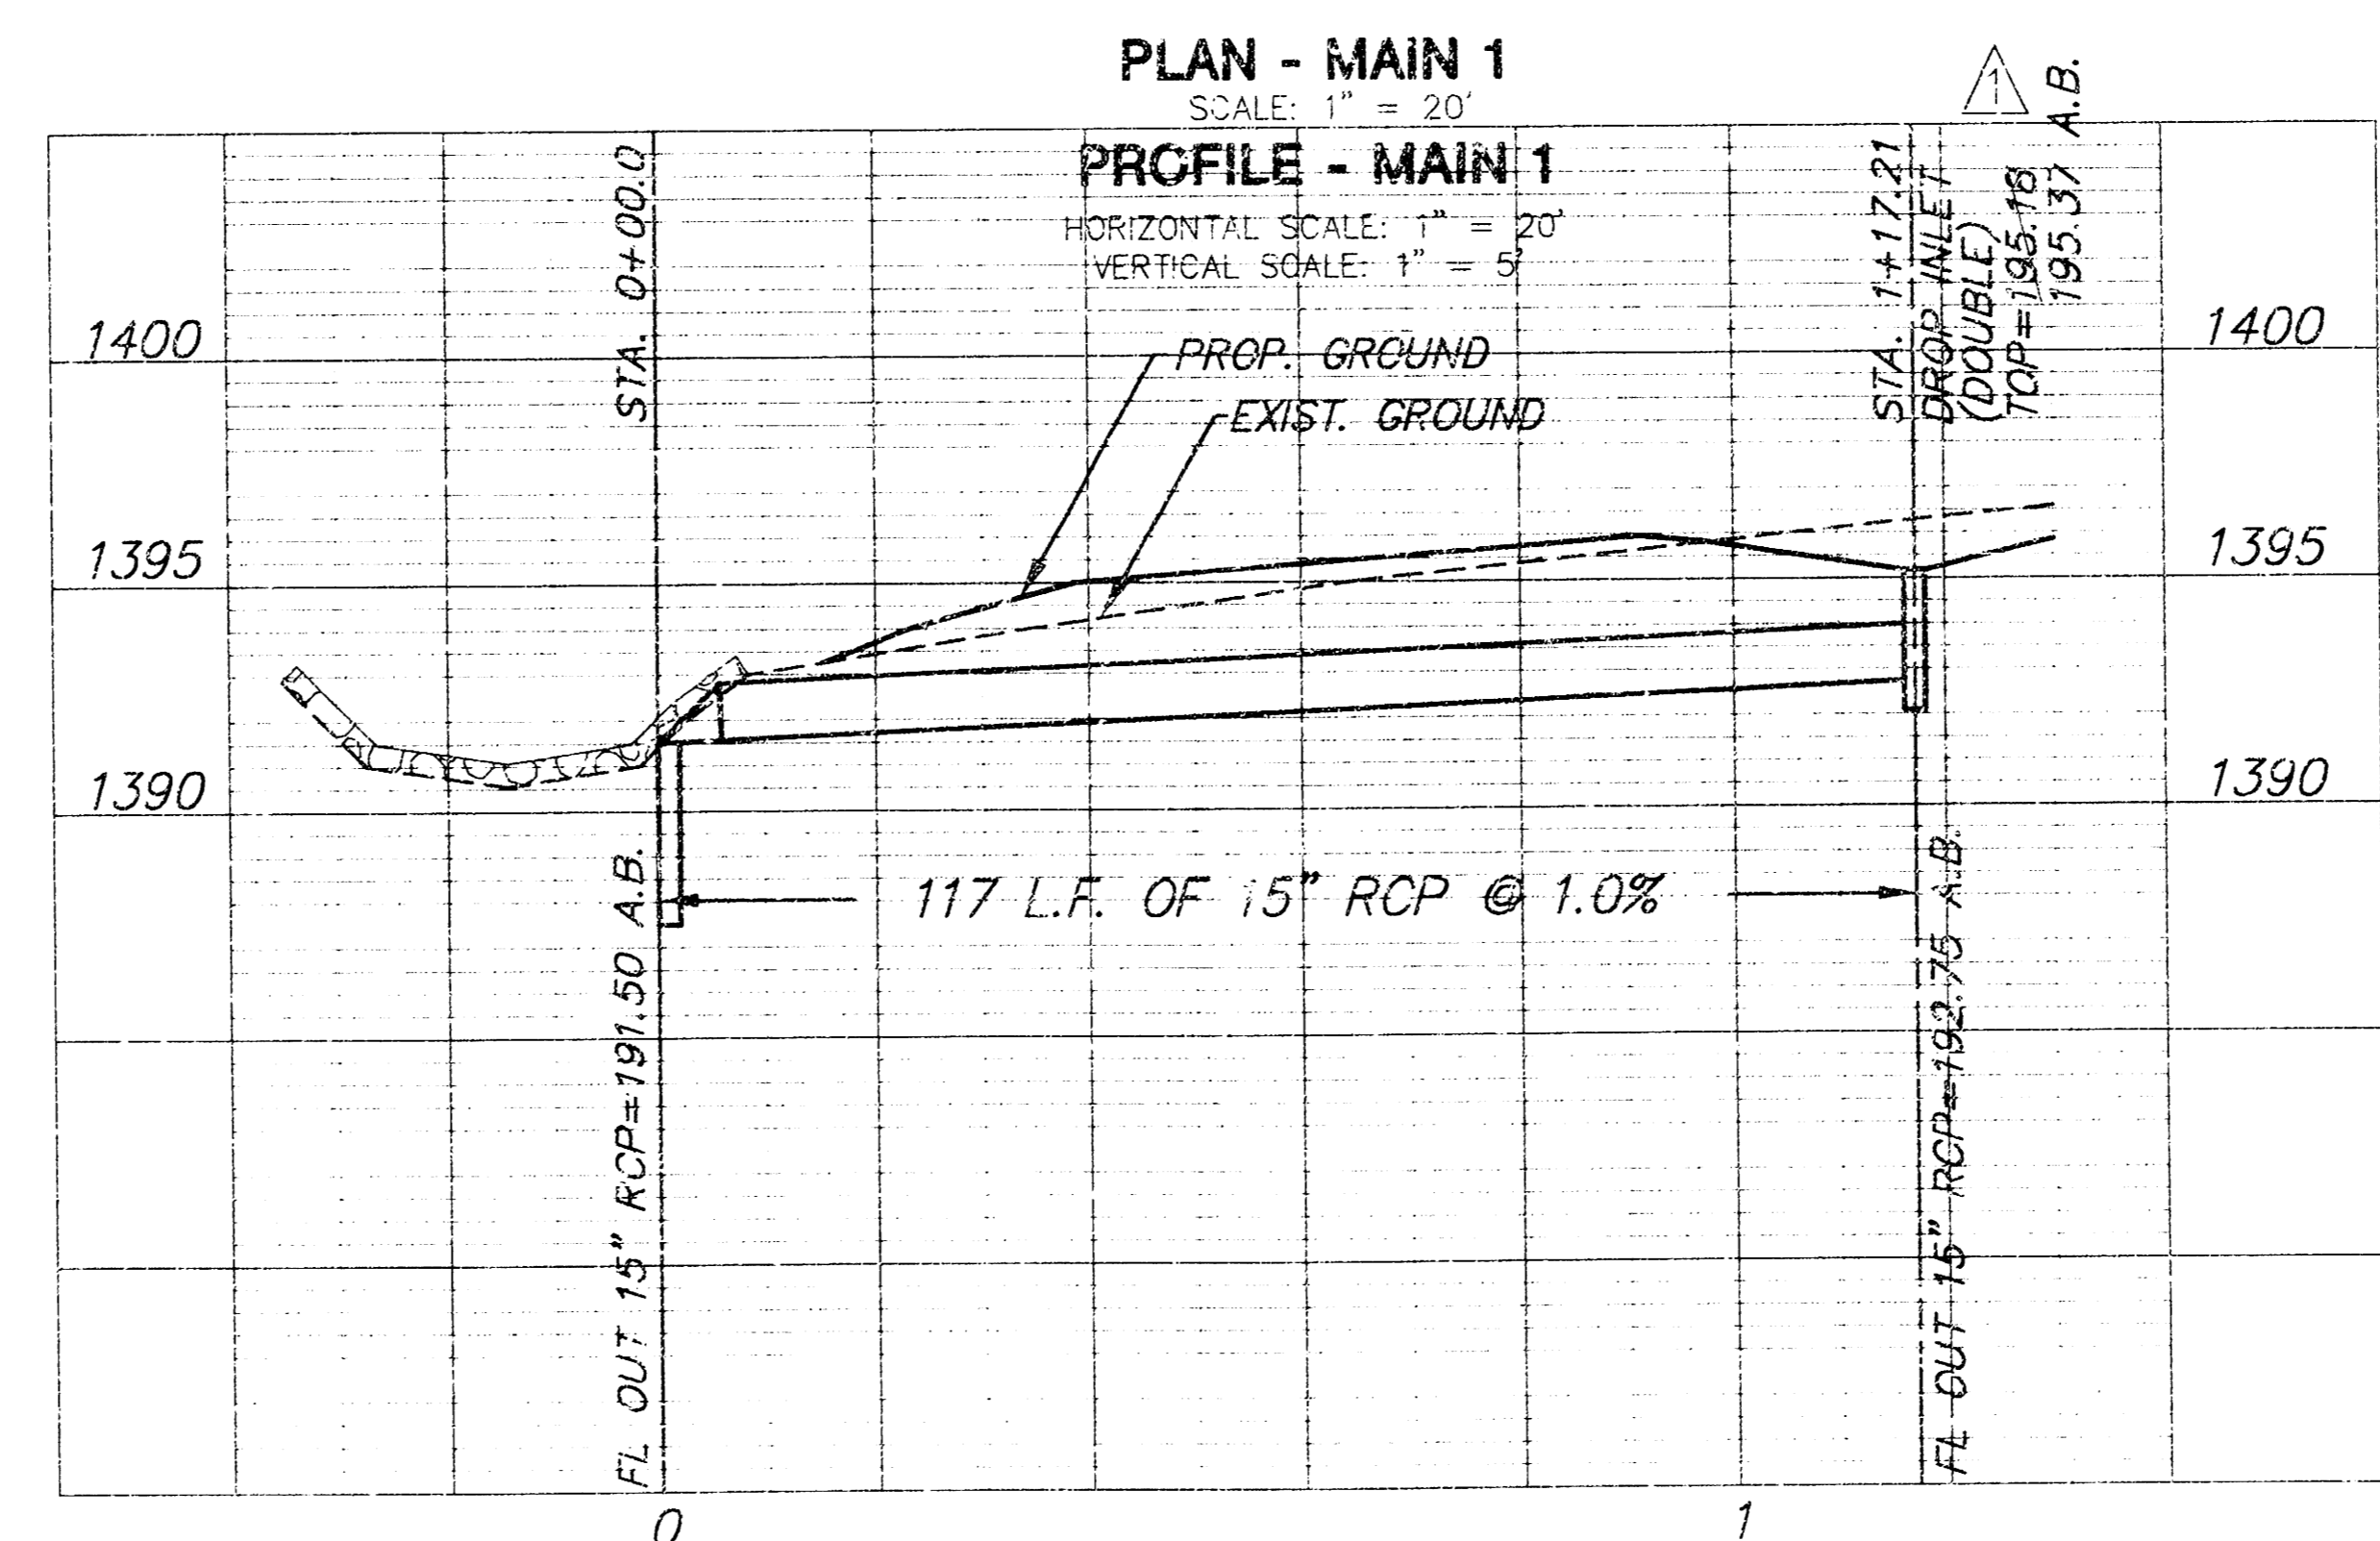 PLAN - MAIN 1
SCALE: 1" = 20'
1
PROFILE - MAIN 1
HORIZONTAL SCALE: 1" = 20'
VERTICAL SCALE: 1" = 5'
STA. 0+00.0
STA. 1+17.21
DROP INLET
(DOUBLE)
TOP=195.18
195.37 A.B.
1400
1400
PROP. GROUND
EXIST. GROUND
1395
1395
1390
1390
117 L.F. OF 15" RCP @ 1.0%
FL OUT 15" RCP=191.50 A.B.
FL OUT 15" RCP=192.75 A.B.
0
1